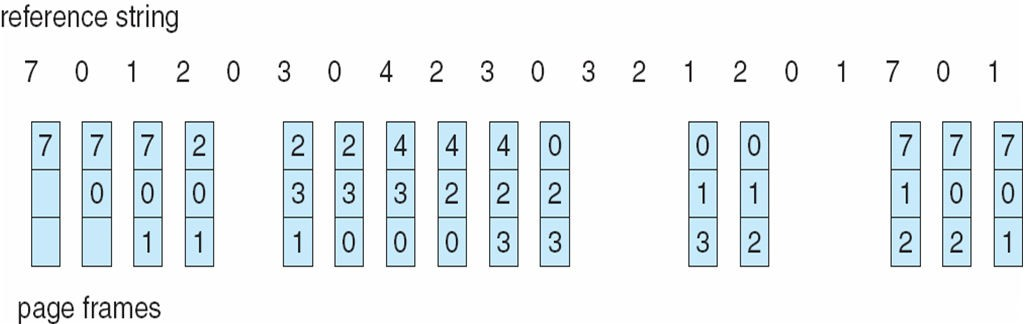 reference string
7 0 1 2 0 3 0 4 2 3 0 3 2 1 2 0 1 7 0 1
7 7 7 2 2 2 4 4 4 0 0 0 7 7 7
0 0 0 3 3 3 2 2 2 1 1 1 0 0
1 1 1 0 0 0 3 3 3 2 2 2 1
page frames